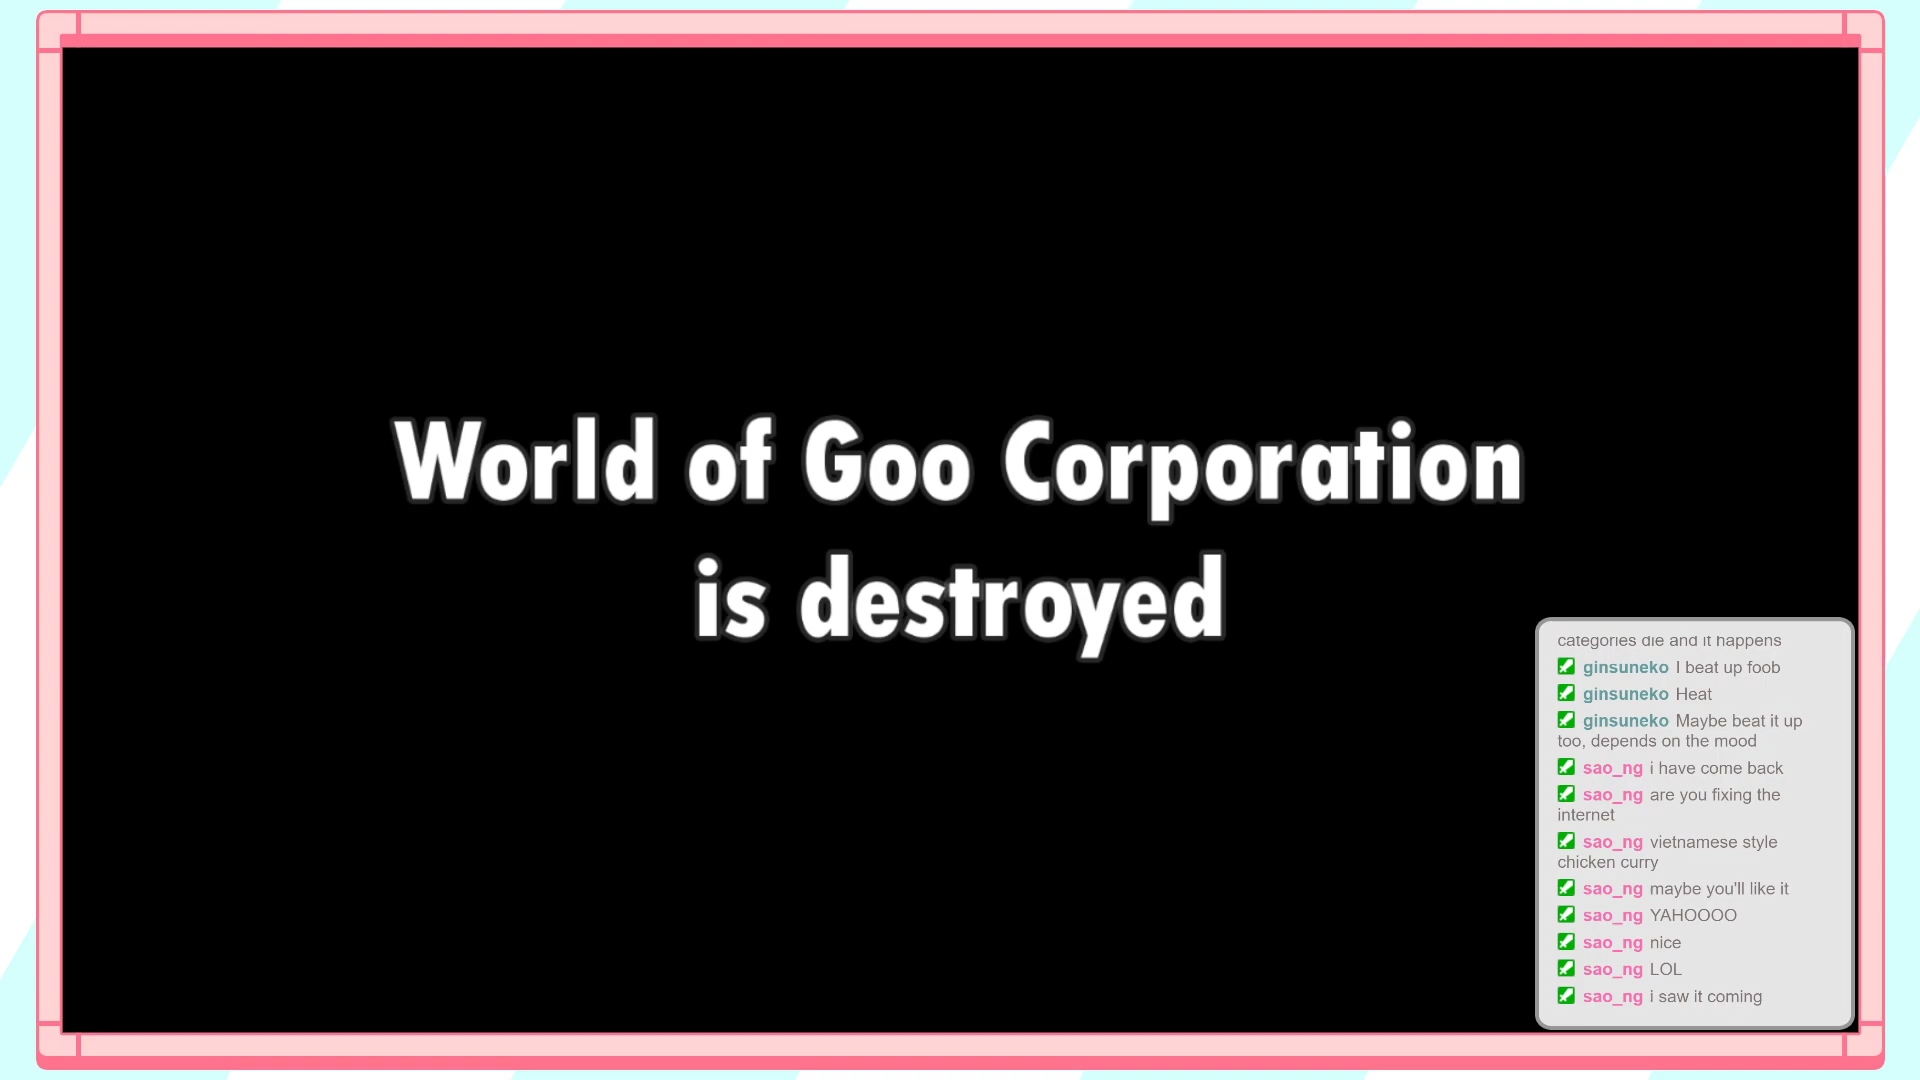 World of Goo Corporation
is destroyed
categories die and it happens
ginsuneko I beat up foob
ginsuneko Heat
ginsuneko Maybe beat it up
too, depends on the mood
sao_ng i have come back
sao_ng are you fixing the
internet
sao_ng vietnamese style
chicken curry
sao_ng maybe you'll like it
sao_ng YAHOOOO
sao_ng nice
sao_ng LOL
sao_ng i saw it coming